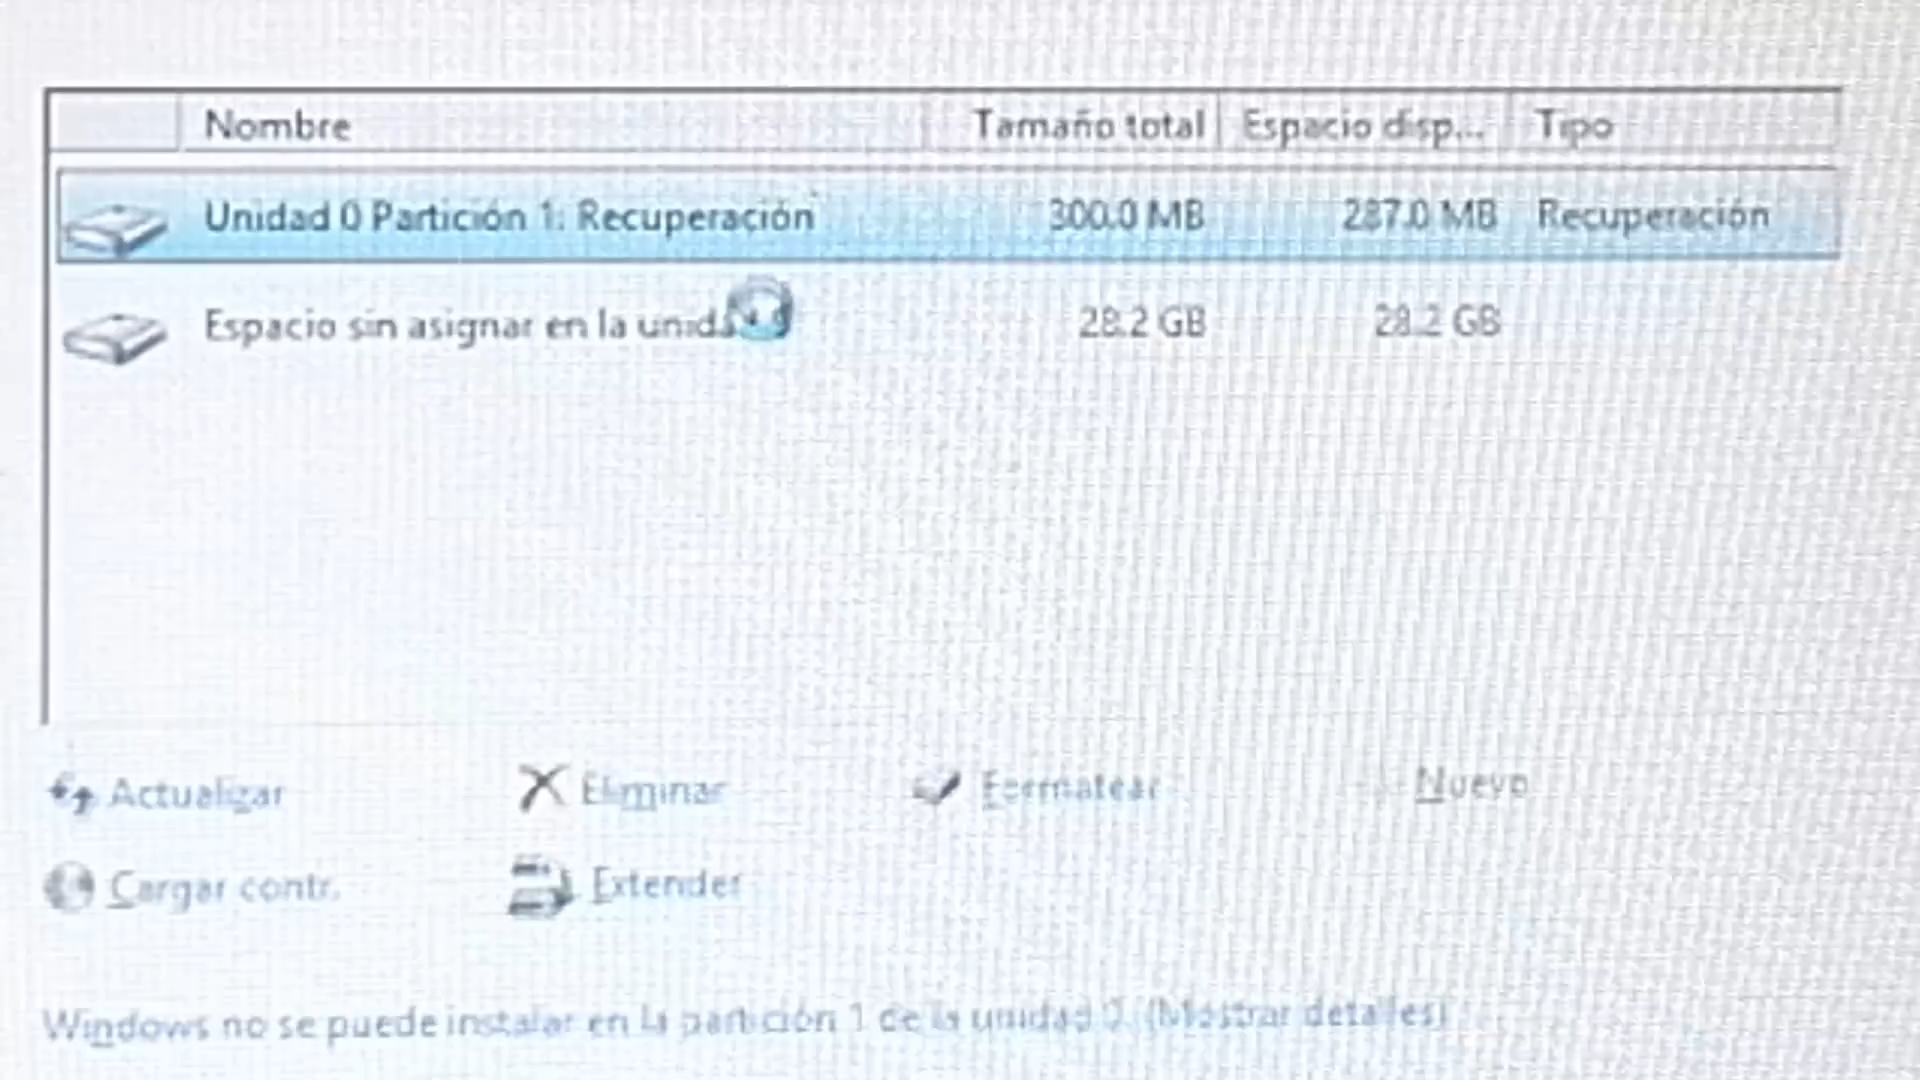 Nombre Tamaño total Espacio disp... Tipo
Unidad 0 Partición 1: Recuperación 300.0 MB 287.0 MB Recuperación
Espacio sin asignar en la unid 28.2 GB 28.2 GB
Actualizar Eliminar Formatear Nuevo
Cargar contr. Extender
Windows no se puede instalar en la partición 1 de la unidad 0. (Mostrar detalles)